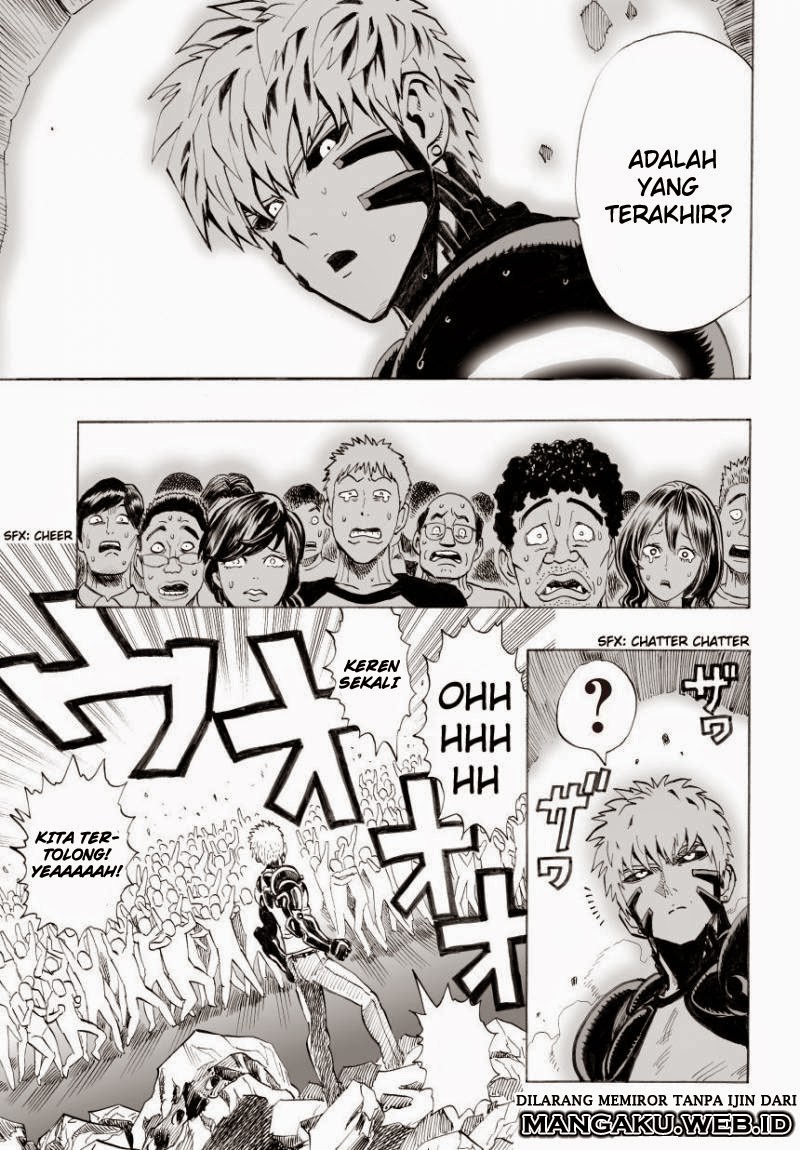 ADALAH
YANG
TERAKHIR?
SFX: CHEER
SFX: CHATTER CHATTER
ザワ
?
ザワ
KEREN
SEKALI
OHH
HHH
HH
ウオオオオ
KITA TER-
TOLONG!
YEAAAAAH!
DILARANG MEMIROR TANPA IJIN DARI
MANGAKU.WEB.ID